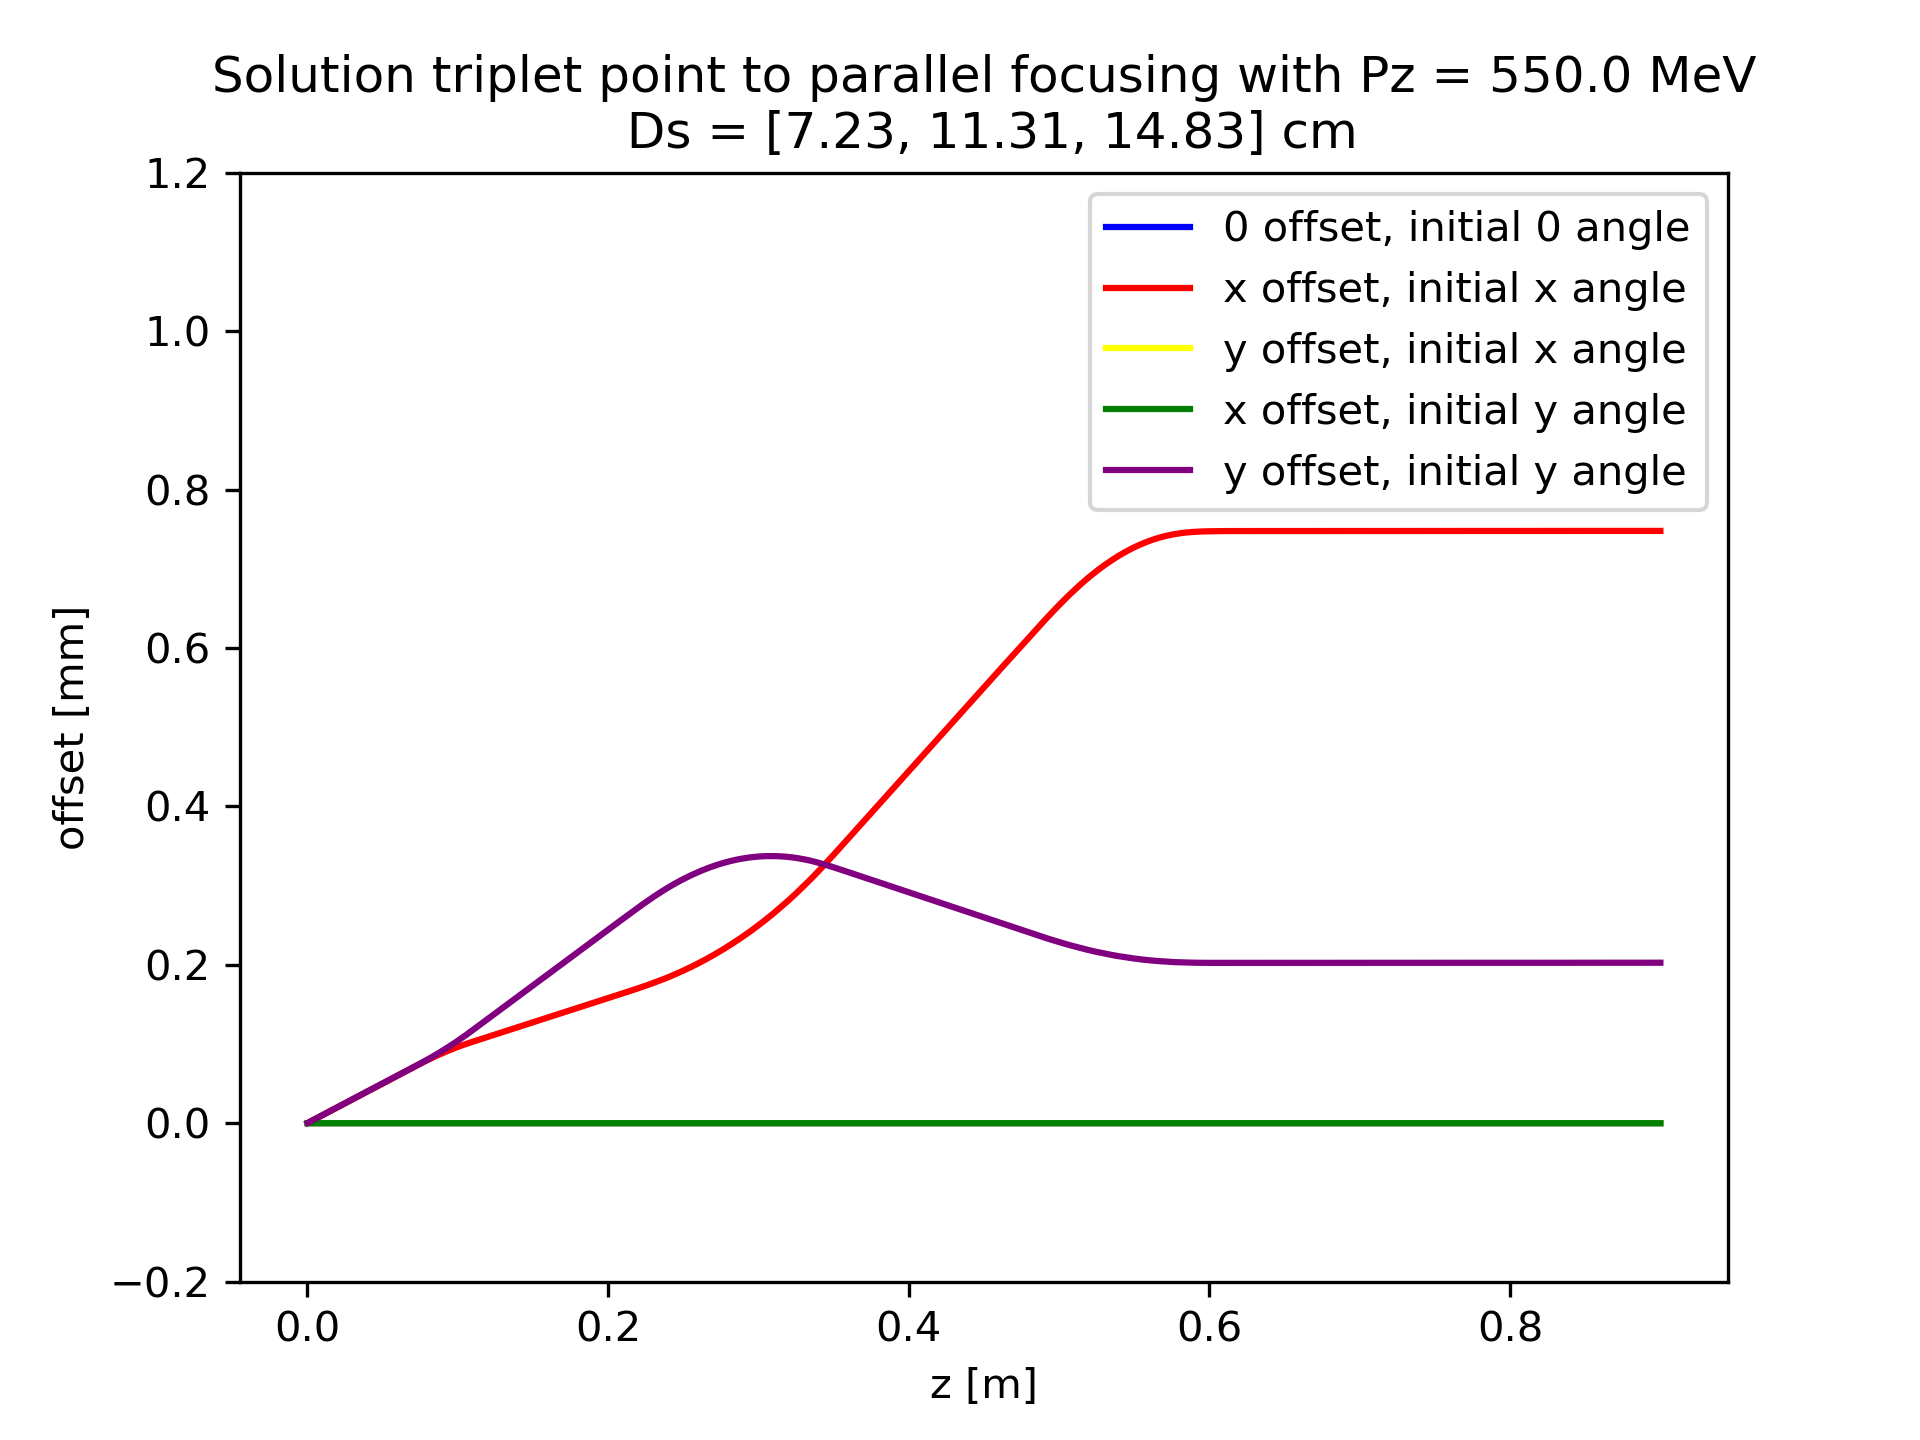 Solution triplet point to parallel focusing with Pz = 550.0 MeV
Ds = [7.23, 11.31, 14.83] cm
1.2
1.0
0.8
0.6
0.4
0.2
0.0
−0.2
offset [mm]
0 offset, initial 0 angle
x offset, initial x angle
y offset, initial x angle
x offset, initial y angle
y offset, initial y angle
0.0 0.2 0.4 0.6 0.8
z [m]